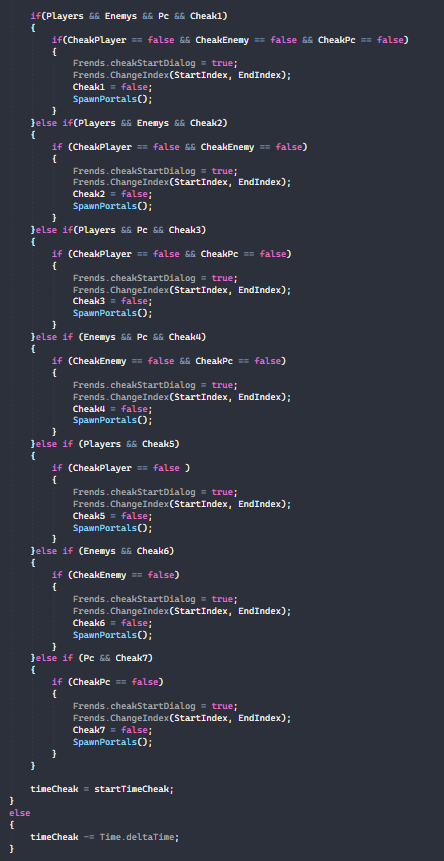 if(Players && Enemys && Pc && Cheak1)
{
if(CheakPlayer == false && CheakEnemy == false && CheakPc == false)
{
Frends.cheakStartDialog = true;
Frends.ChangeIndex(StartIndex, EndIndex);
Cheak1 = false;
SpawnPortals();
}
}else if(Players && Enemys && Cheak2)
{
if (CheakPlayer == false && CheakEnemy == false)
{
Frends.cheakStartDialog = true;
Frends.ChangeIndex(StartIndex, EndIndex);
Cheak2 = false;
SpawnPortals();
}
}else if(Players && Pc && Cheak3)
{
if (CheakPlayer == false && CheakPc == false)
{
Frends.cheakStartDialog = true;
Frends.ChangeIndex(StartIndex, EndIndex);
Cheak3 = false;
SpawnPortals();
}
}else if (Enemys && Pc && Cheak4)
{
if (CheakEnemy == false && CheakPc == false)
{
Frends.cheakStartDialog = true;
Frends.ChangeIndex(StartIndex, EndIndex);
Cheak4 = false;
SpawnPortals();
}
}else if (Players && Cheak5)
{
if (CheakPlayer == false )
{
Frends.cheakStartDialog = true;
Frends.ChangeIndex(StartIndex, EndIndex);
Cheak5 = false;
SpawnPortals();
}
}else if (Enemys && Cheak6)
{
if (CheakEnemy == false)
{
Frends.cheakStartDialog = true;
Frends.ChangeIndex(StartIndex, EndIndex);
Cheak6 = false;
SpawnPortals();
}
}else if (Pc && Cheak7)
{
if (CheakPc == false)
{
Frends.cheakStartDialog = true;
Frends.ChangeIndex(StartIndex, EndIndex);
Cheak7 = false;
SpawnPortals();
}
}
timeCheak = startTimeCheak;
}
else
{
timeCheak -= Time.deltaTime;
}